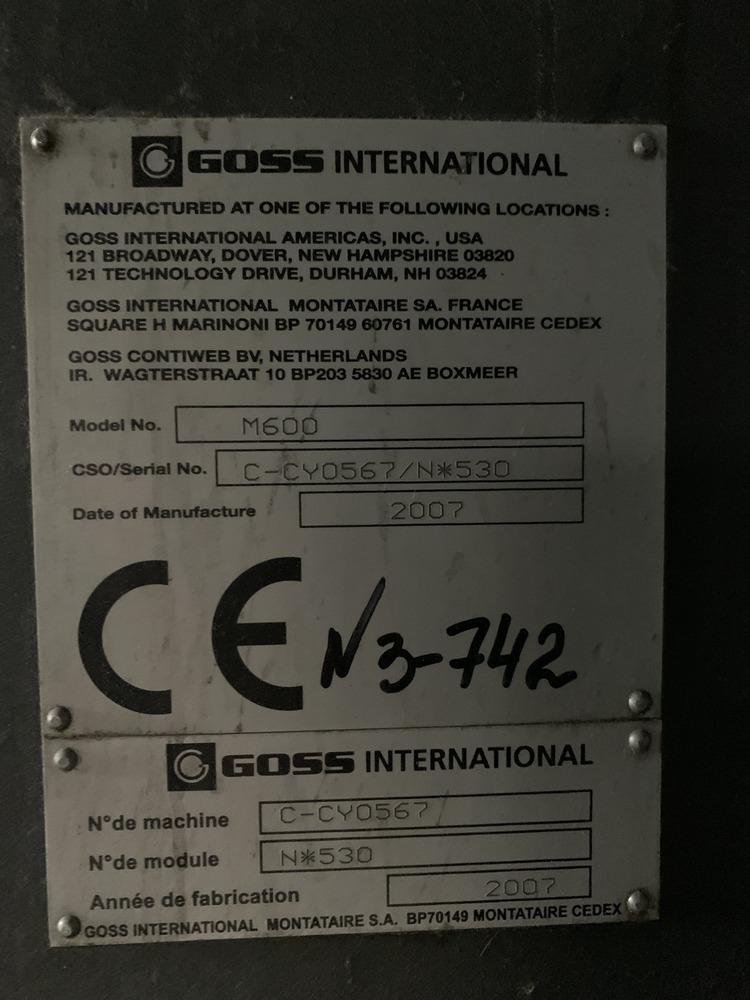 GOSS INTERNATIONAL
MANUFACTURED AT ONE OF THE FOLLOWING LOCATIONS :
GOSS INTERNATIONAL AMERICAS, INC. , USA
121 BROADWAY, DOVER, NEW HAMPSHIRE 03820
121 TECHNOLOGY DRIVE, DURHAM, NH 03824
GOSS INTERNATIONAL MONTATAIRE SA. FRANCE
SQUARE H MARINONI BP 70149 60761 MONTATAIRE CEDEX
GOSS CONTIWEB BV, NETHERLANDS
IR. WAGTERSTRAAT 10 BP203 5830 AE BOXMEER
Model No. M600
CSO/Serial No. C-CY0567/N*530
Date of Manufacture 2007
CE N3-742
GOSS INTERNATIONAL
N°de machine C-CY0567
N°de module N*530
Année de fabrication 2007
GOSS INTERNATIONAL MONTATAIRE S.A. BP70149 MONTATAIRE CEDEX